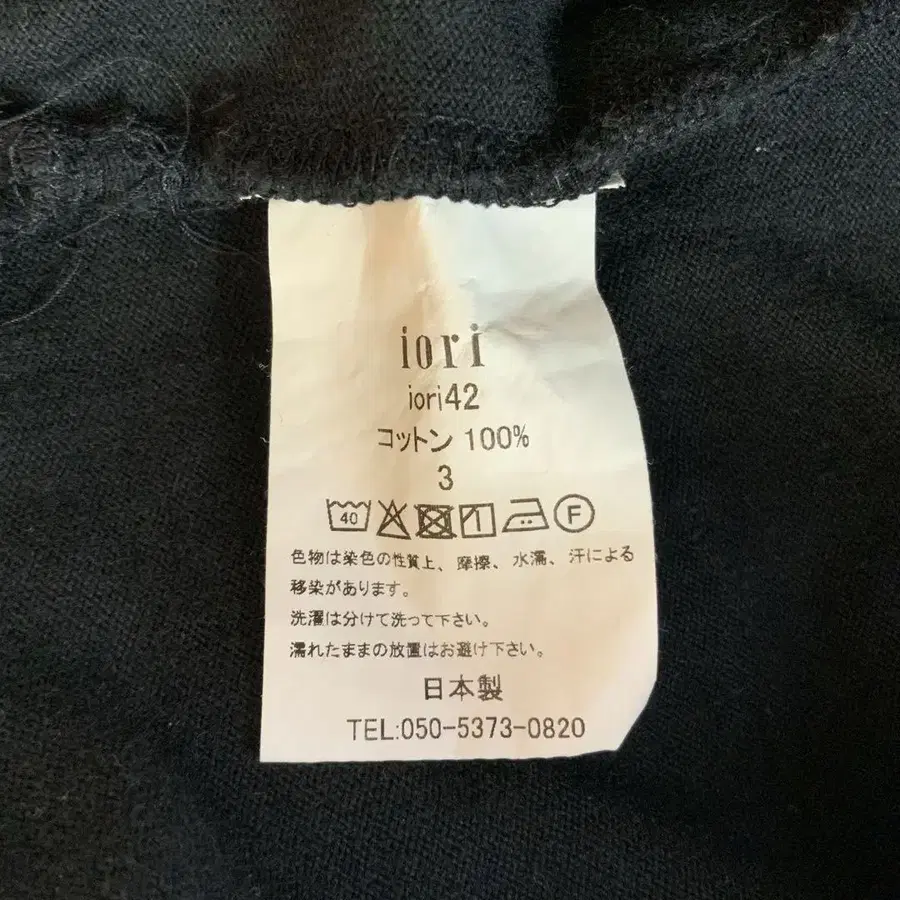 iori
iori42
コットン 100%
3
40 F
色物は染色の性質上、摩擦、水濡、汗による
移染があります。
洗濯は分けて洗って下さい。
濡れたままの放置はお避け下さい。
日本製
TEL:050-5373-0820